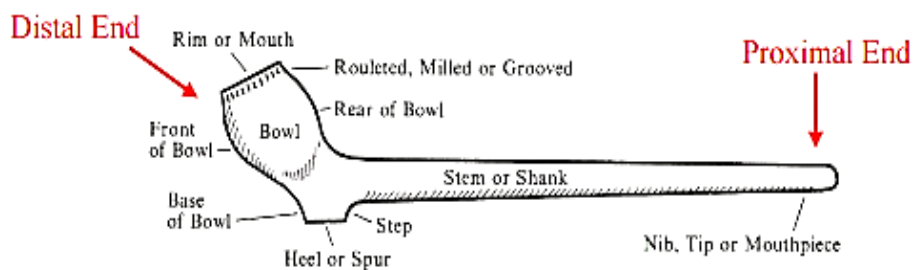 Distal End
Proximal End
Rim or Mouth
Rouleted, Milled or Grooved
Rear of Bowl
Front
of Bowl
Bowl
Stem or Shank
Base
of Bowl
Step
Heel or Spur
Nib, Tip or Mouthpiece